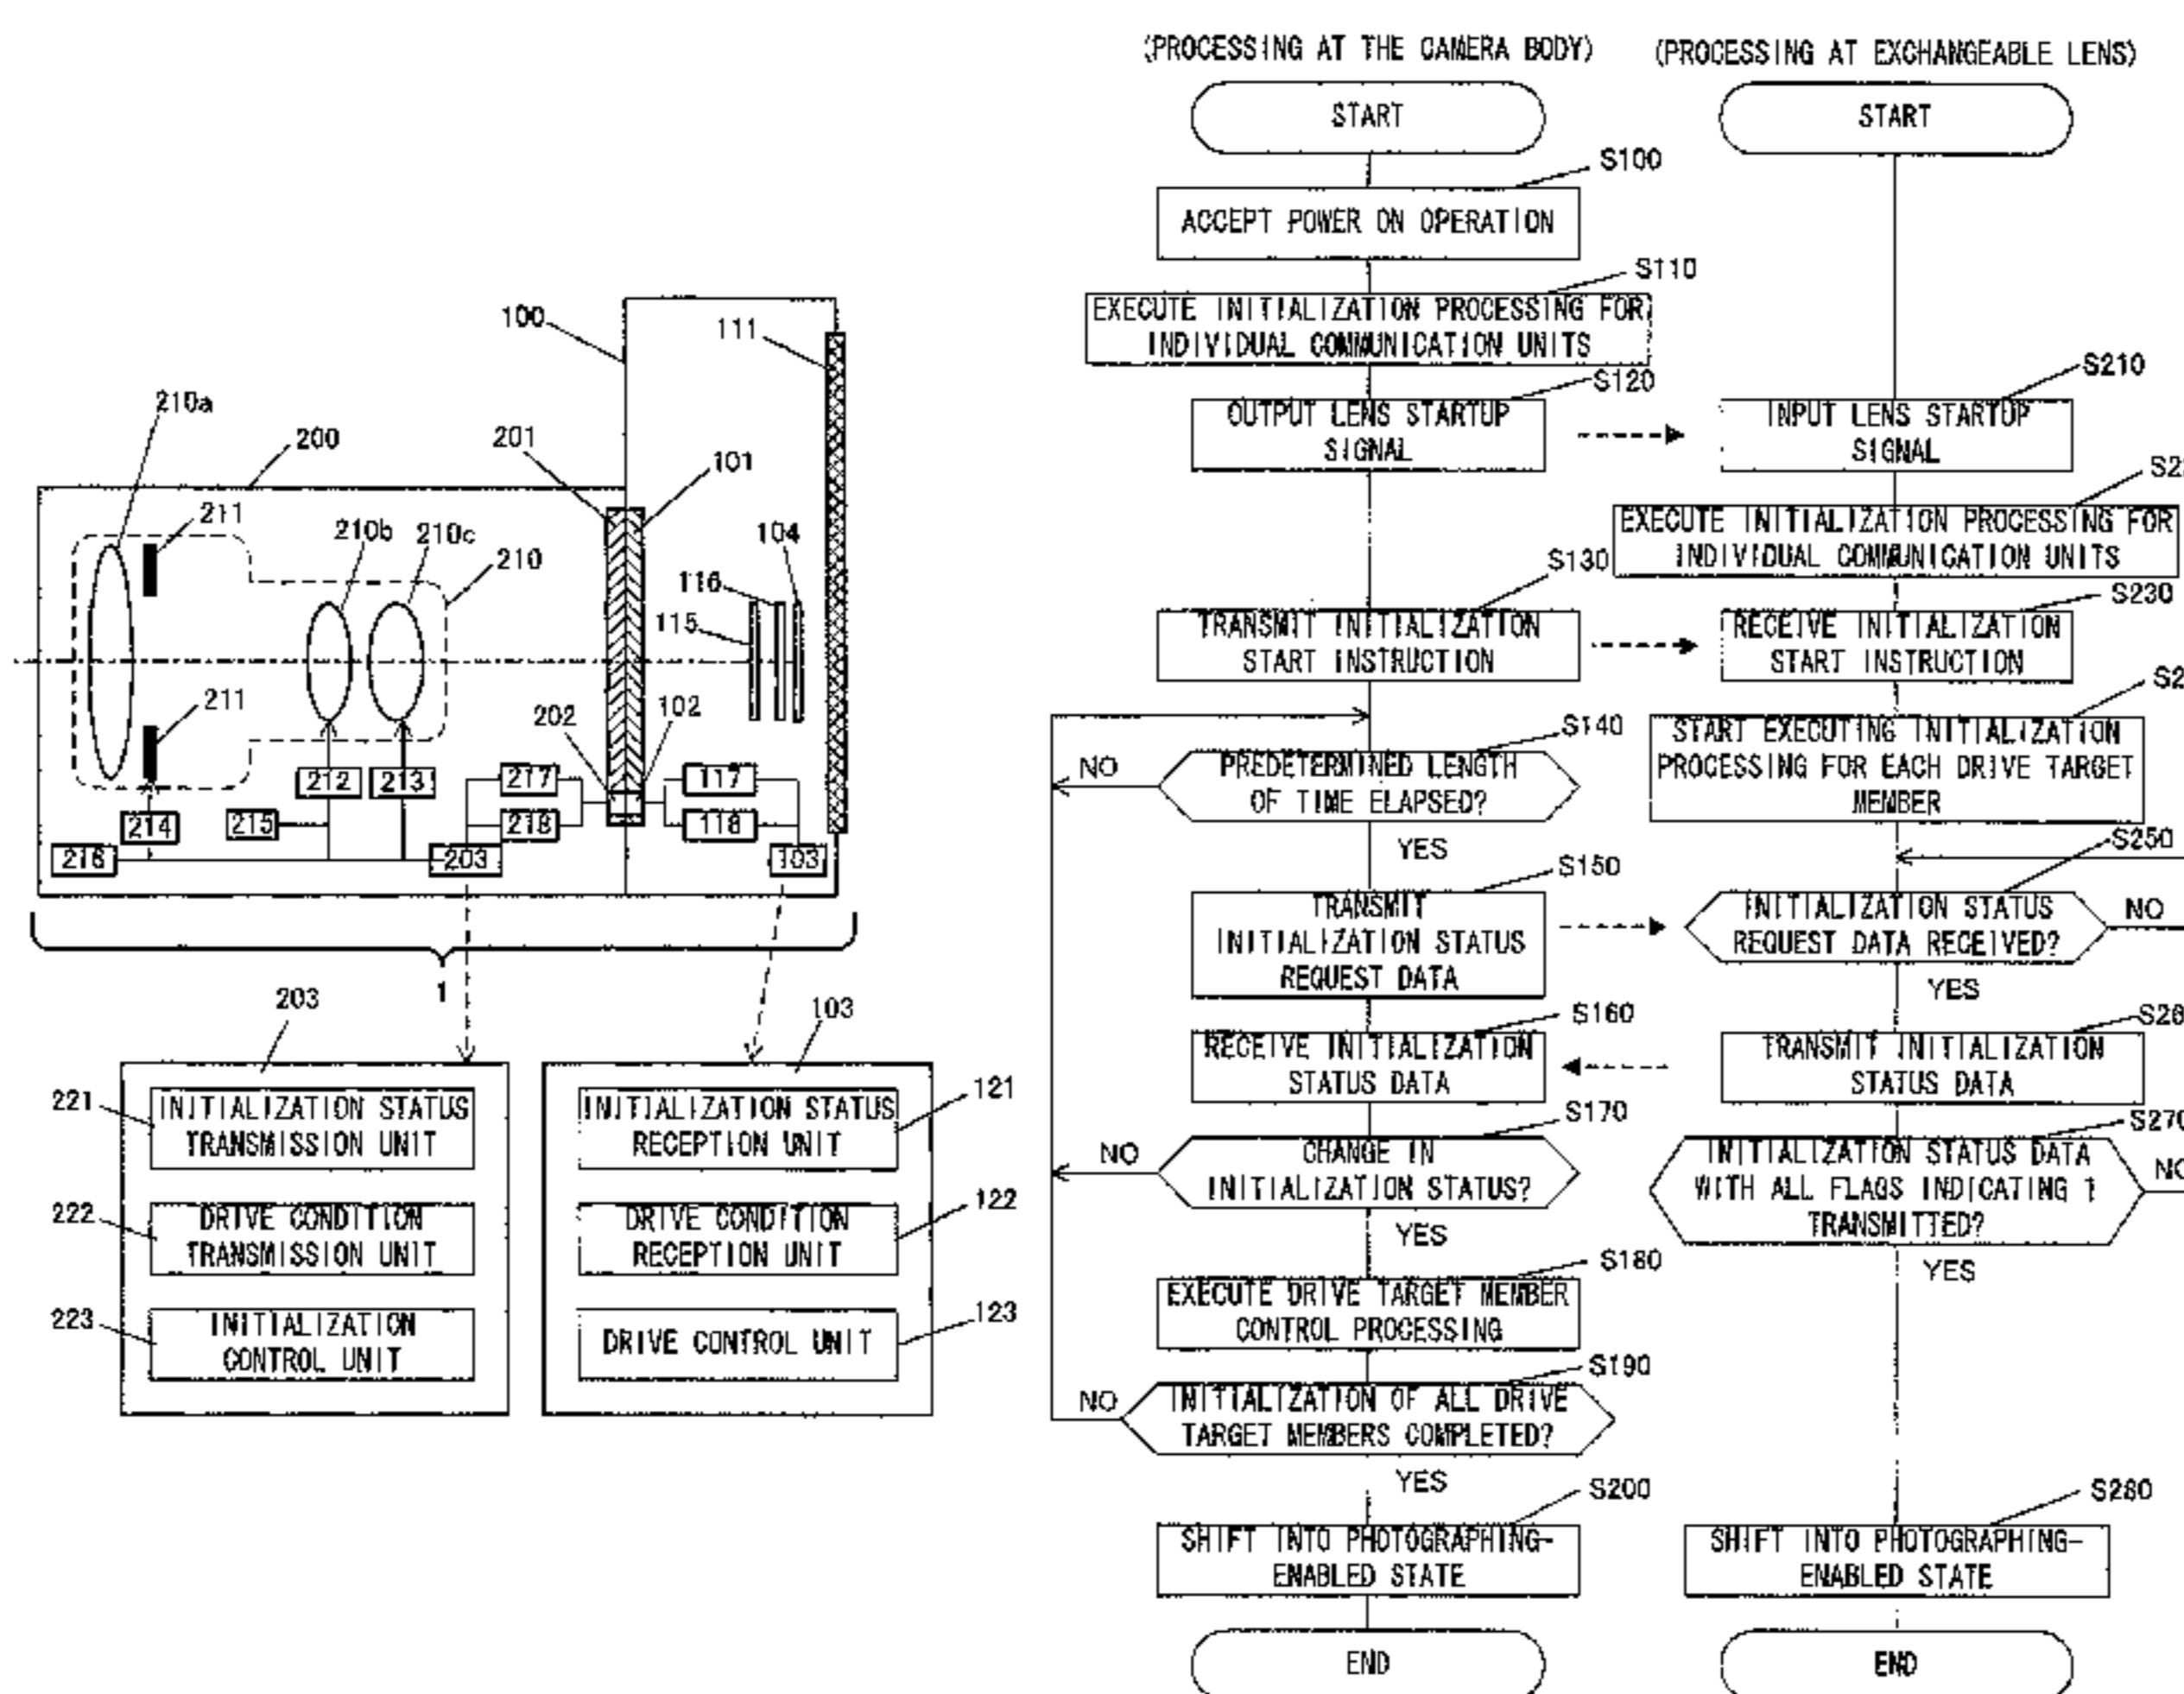 100
111
210a
200
201
101
211
210b
210c
210
104
116
115
211
202
102
212
213
217
117
214
215
218
118
216
203
103
1
203
103
221
INITIALIZATION STATUS
TRANSMISSION UNIT
222
DRIVE CONDITION
TRANSMISSION UNIT
223
INITIALIZATION
CONTROL UNIT
INITIALIZATION STATUS
RECEPTION UNIT
121
DRIVE CONDITION
RECEPTION UNIT
122
DRIVE CONTROL UNIT
123
(PROCESSING AT THE CAMERA BODY)
START
S100
ACCEPT POWER ON OPERATION
S110
EXECUTE INITIALIZATION PROCESSING FOR
INDIVIDUAL COMMUNICATION UNITS
S120
OUTPUT LENS STARTUP
SIGNAL
S130
TRANSMIT INITIALIZATION
START INSTRUCTION
S140
NO
PREDETERMINED LENGTH
OF TIME ELAPSED?
YES
S150
TRANSMIT
INITIALIZATION STATUS
REQUEST DATA
S160
RECEIVE INITIALIZATION
STATUS DATA
S170
NO
CHANGE IN
INITIALIZATION STATUS?
YES
S180
EXECUTE DRIVE TARGET MEMBER
CONTROL PROCESSING
S190
NO
INITIALIZATION OF ALL DRIVE
TARGET MEMBERS COMPLETED?
YES
S200
SHIFT INTO PHOTOGRAPHING-
ENABLED STATE
END
(PROCESSING AT EXCHANGEABLE LENS)
START
S210
INPUT LENS STARTUP
SIGNAL
EXECUTE INITIALIZATION PROCESSING FOR
INDIVIDUAL COMMUNICATION UNITS
S230
RECEIVE INITIALIZATION
START INSTRUCTION
START EXECUTING INITIALIZATION
PROCESSING FOR EACH DRIVE TARGET
MEMBER
S250
INITIALIZATION STATUS
REQUEST DATA RECEIVED?
NO
YES
TRANSMIT INITIALIZATION
STATUS DATA
S270
INITIALIZATION STATUS DATA
WITH ALL FLAGS INDICATING 1
TRANSMITTED?
NO
YES
S280
SHIFT INTO PHOTOGRAPHING-
ENABLED STATE
END